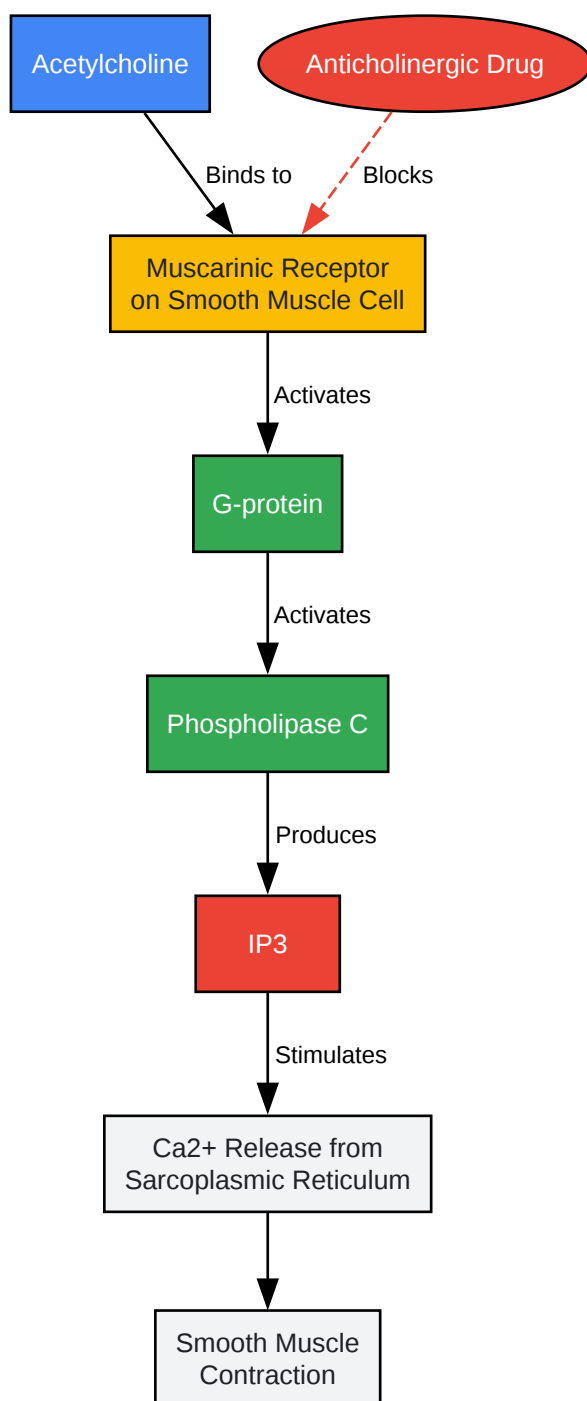 Acetylcholine
Anticholinergic Drug
Binds to
Blocks
Muscarinic Receptor
on Smooth Muscle Cell
Activates
G-protein
Activates
Phospholipase C
Produces
IP3
Stimulates
Ca2+ Release from
Sarcoplasmic Reticulum
Smooth Muscle
Contraction